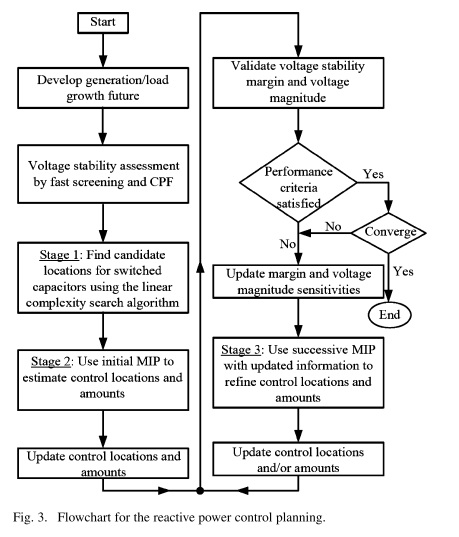 Start
Develop generation/load
growth future
Voltage stability assessment
by fast screening and CPF
Stage 1: Find candidate
locations for switched
capacitors using the linear
complexity search algorithm
Stage 2: Use initial MIP to
estimate control locations and
amounts
Update control locations and
amounts
Validate voltage stability
margin and voltage
magnitude
Performance
criteria
satisfied
Yes
No
Converge
No
Yes
End
Update margin and voltage
magnitude sensitivities
Stage 3: Use successive MIP
with updated information to
refine control locations and
amounts
Update control locations
and/or amounts
Fig. 3. Flowchart for the reactive power control planning.